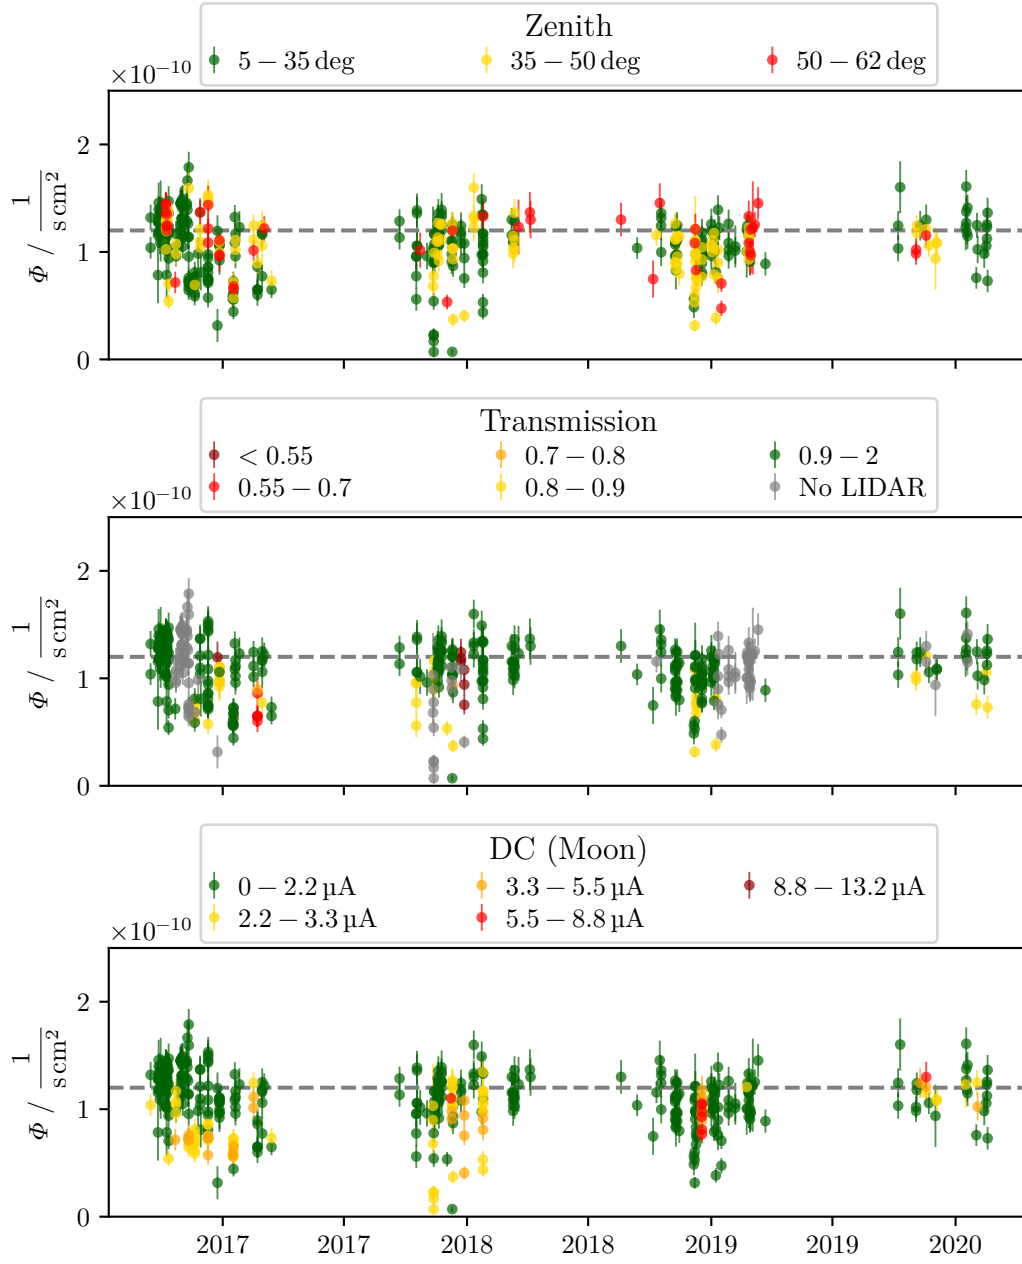 Zenith
5 – 35 deg 35 – 50 deg 50 – 62 deg
×10⁻¹⁰
2
1
0
Φ / 1/(s cm²)
Transmission
< 0.55 0.7 – 0.8 0.9 – 2
0.55 – 0.7 0.8 – 0.9 No LIDAR
×10⁻¹⁰
2
1
0
Φ / 1/(s cm²)
DC (Moon)
0 – 2.2 µA 3.3 – 5.5 µA 8.8 – 13.2 µA
2.2 – 3.3 µA 5.5 – 8.8 µA
×10⁻¹⁰
2
1
0
Φ / 1/(s cm²)
2017 2017 2018 2018 2019 2019 2020